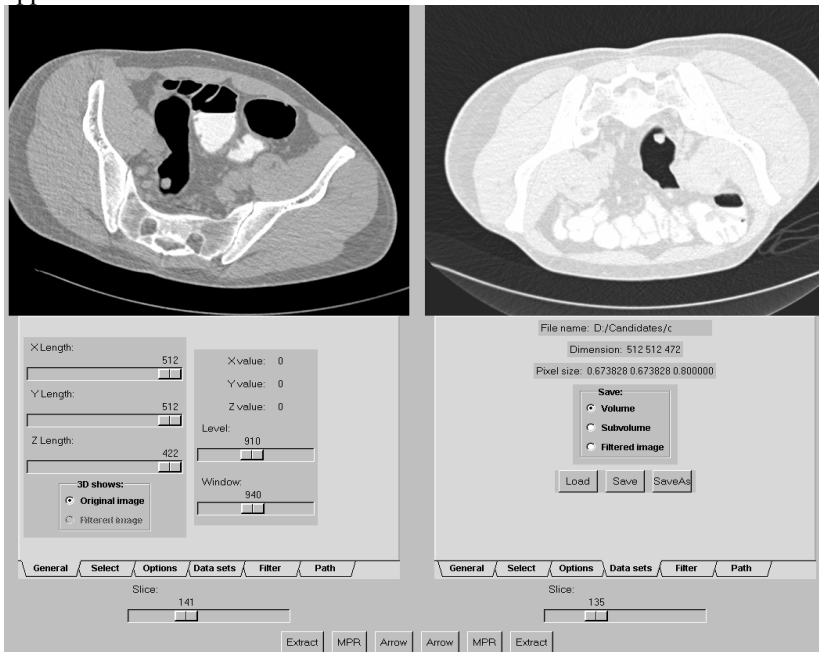 X Length:
512
Y Length:
512
Z Length:
422
3D shows:
Original image
Filtered image
X value: 0
Y value: 0
Z value: 0
Level:
910
Window:
940
General Select Options Data sets Filter Path
Slice:
141
File name: D:/Candidates/c
Dimension: 512 512 472
Pixel size: 0.673828 0.673828 0.800000
Save:
Volume
Subvolume
Filtered image
Load Save SaveAs
General Select Options Data sets Filter Path
Slice:
135
Extract MPR Arrow Arrow MPR Extract